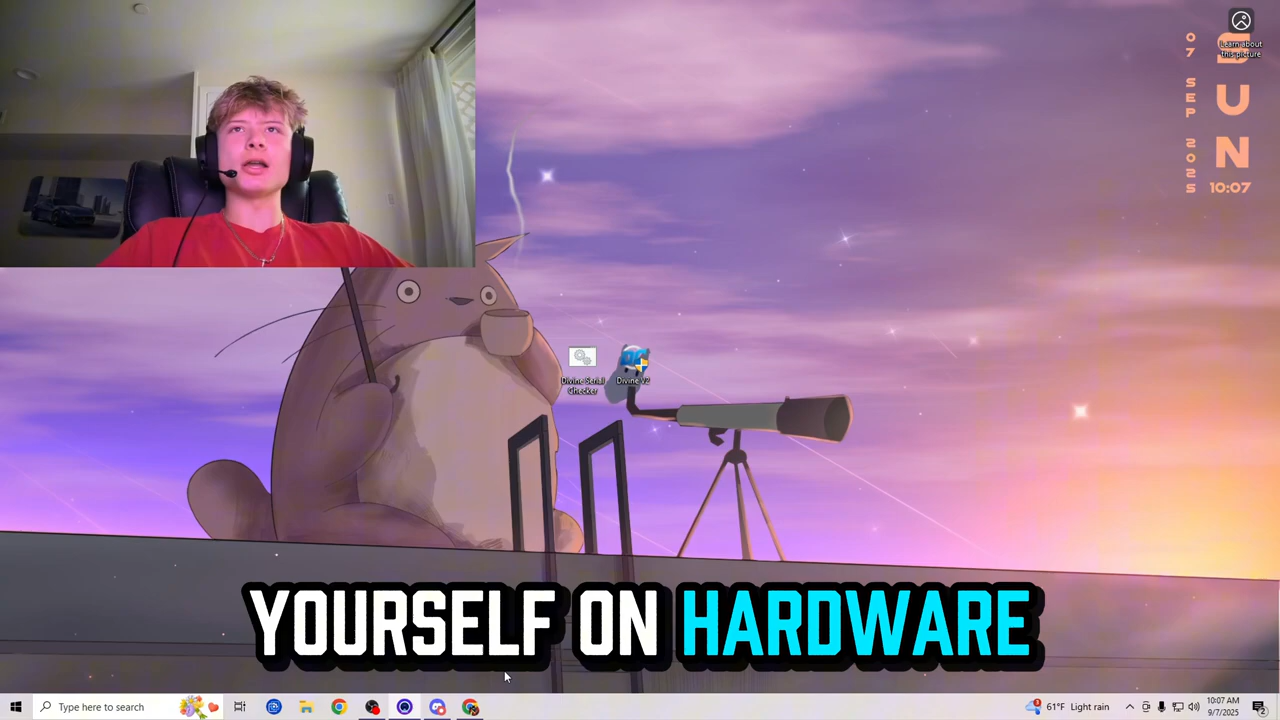 Learn about
this picture
07 SEP 2025
SUN
10:07
Divine Serial
Checker
Divine V2
YOURSELF ON HARDWARE
Type here to search
61°F Light rain
10:07 AM
9/7/2025